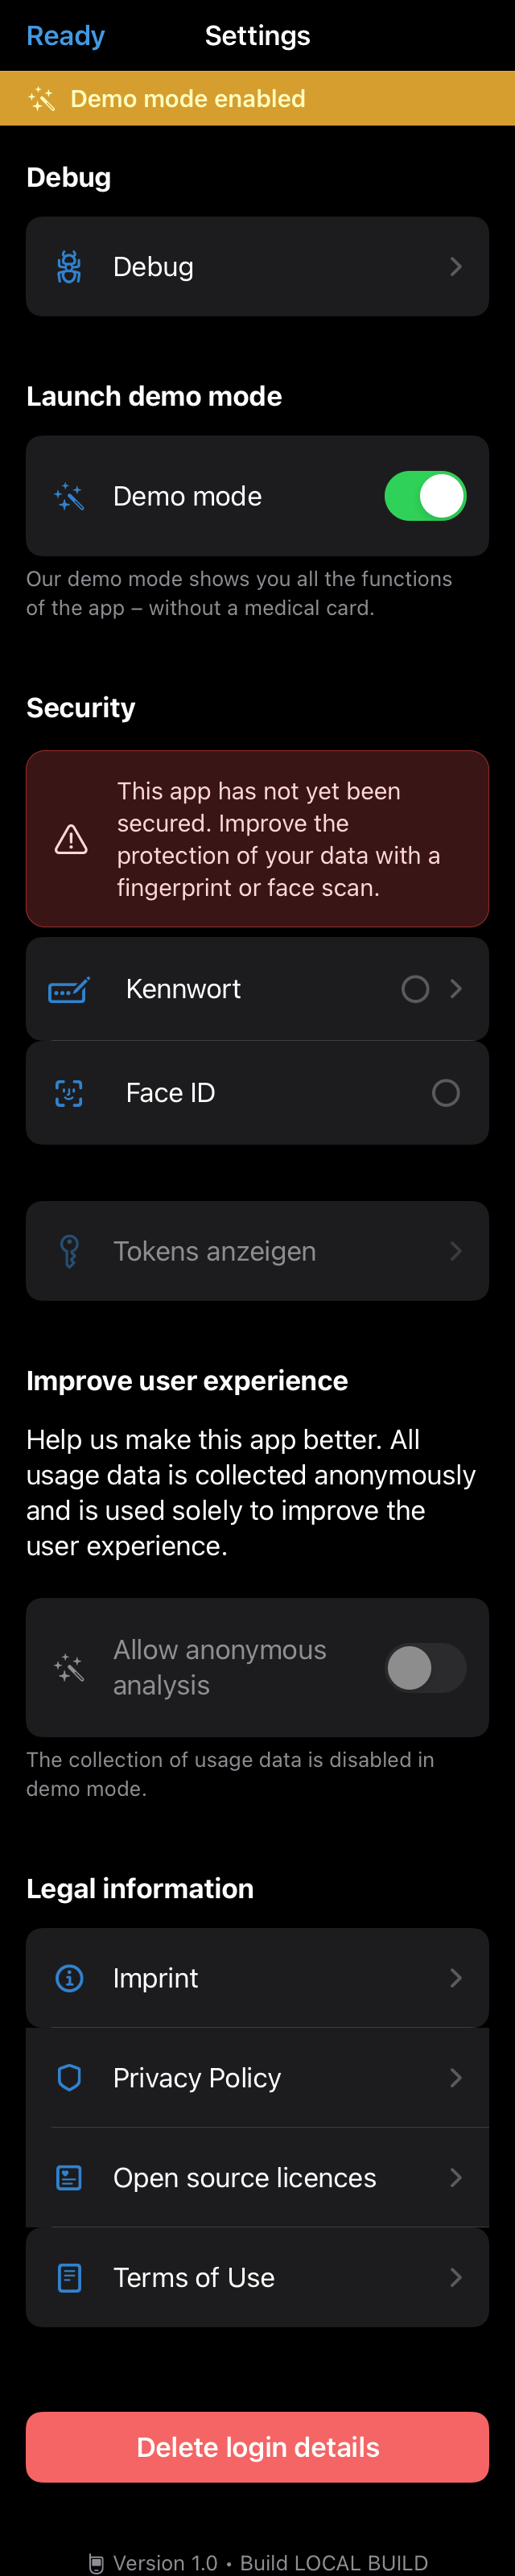 Ready
Settings
Demo mode enabled
Debug
Debug
Launch demo mode
Demo mode
Our demo mode shows you all the functions
of the app – without a medical card.
Security
This app has not yet been
secured. Improve the
protection of your data with a
fingerprint or face scan.
Kennwort
Face ID
Tokens anzeigen
Improve user experience
Help us make this app better. All
usage data is collected anonymously
and is used solely to improve the
user experience.
Allow anonymous
analysis
The collection of usage data is disabled in
demo mode.
Legal information
Imprint
Privacy Policy
Open source licences
Terms of Use
Delete login details
Version 1.0 • Build LOCAL BUILD